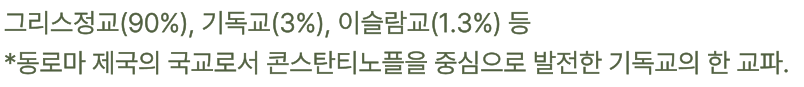 그리스정교(90%), 기독교(3%), 이슬람교(1.3%) 등
*동로마 제국의 국교로서 콘스탄티노플을 중심으로 발전한 기독교의 한 교파.